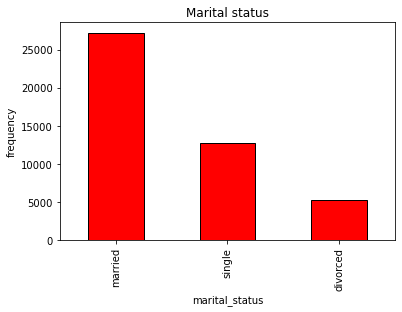 Marital status
frequency
25000
20000
15000
10000
5000
0
married
single
divorced
marital_status